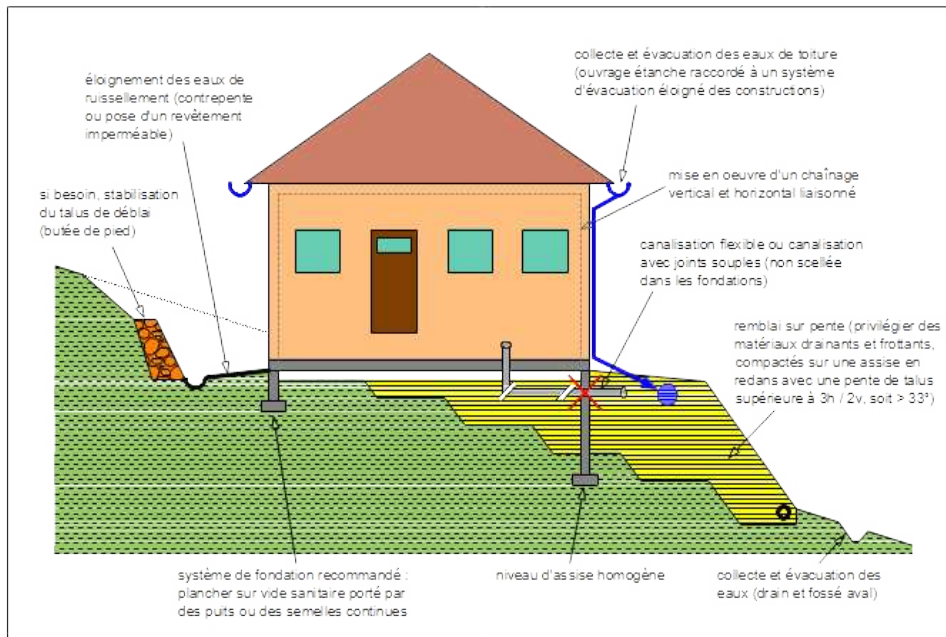 éloignement des eaux de
ruissellement (contrepente
ou pose d'un revêtement
imperméable)
collecte et évacuation des eaux de toiture
(ouvrage étanche raccordé à un système
d'évacuation éloigné des constructions)
si besoin, stabilisation
du talus de déblai
(butée de pied)
mise en oeuvre d'un chaînage
vertical et horizontal liaisonné
canalisation flexible ou canalisation
avec joints souples (non scellée
dans les fondations)
remblai sur pente (privilégier des
matériaux drainants et frottants,
compactés sur une assise en
redans avec une pente de talus
supérieure à 3h / 2v, soit > 33°)
système de fondation recommandé :
plancher sur vide sanitaire porté par
des puits ou des semelles continues
niveau d'assise homogène
collecte et évacuation des
eaux (drain et fossé aval)